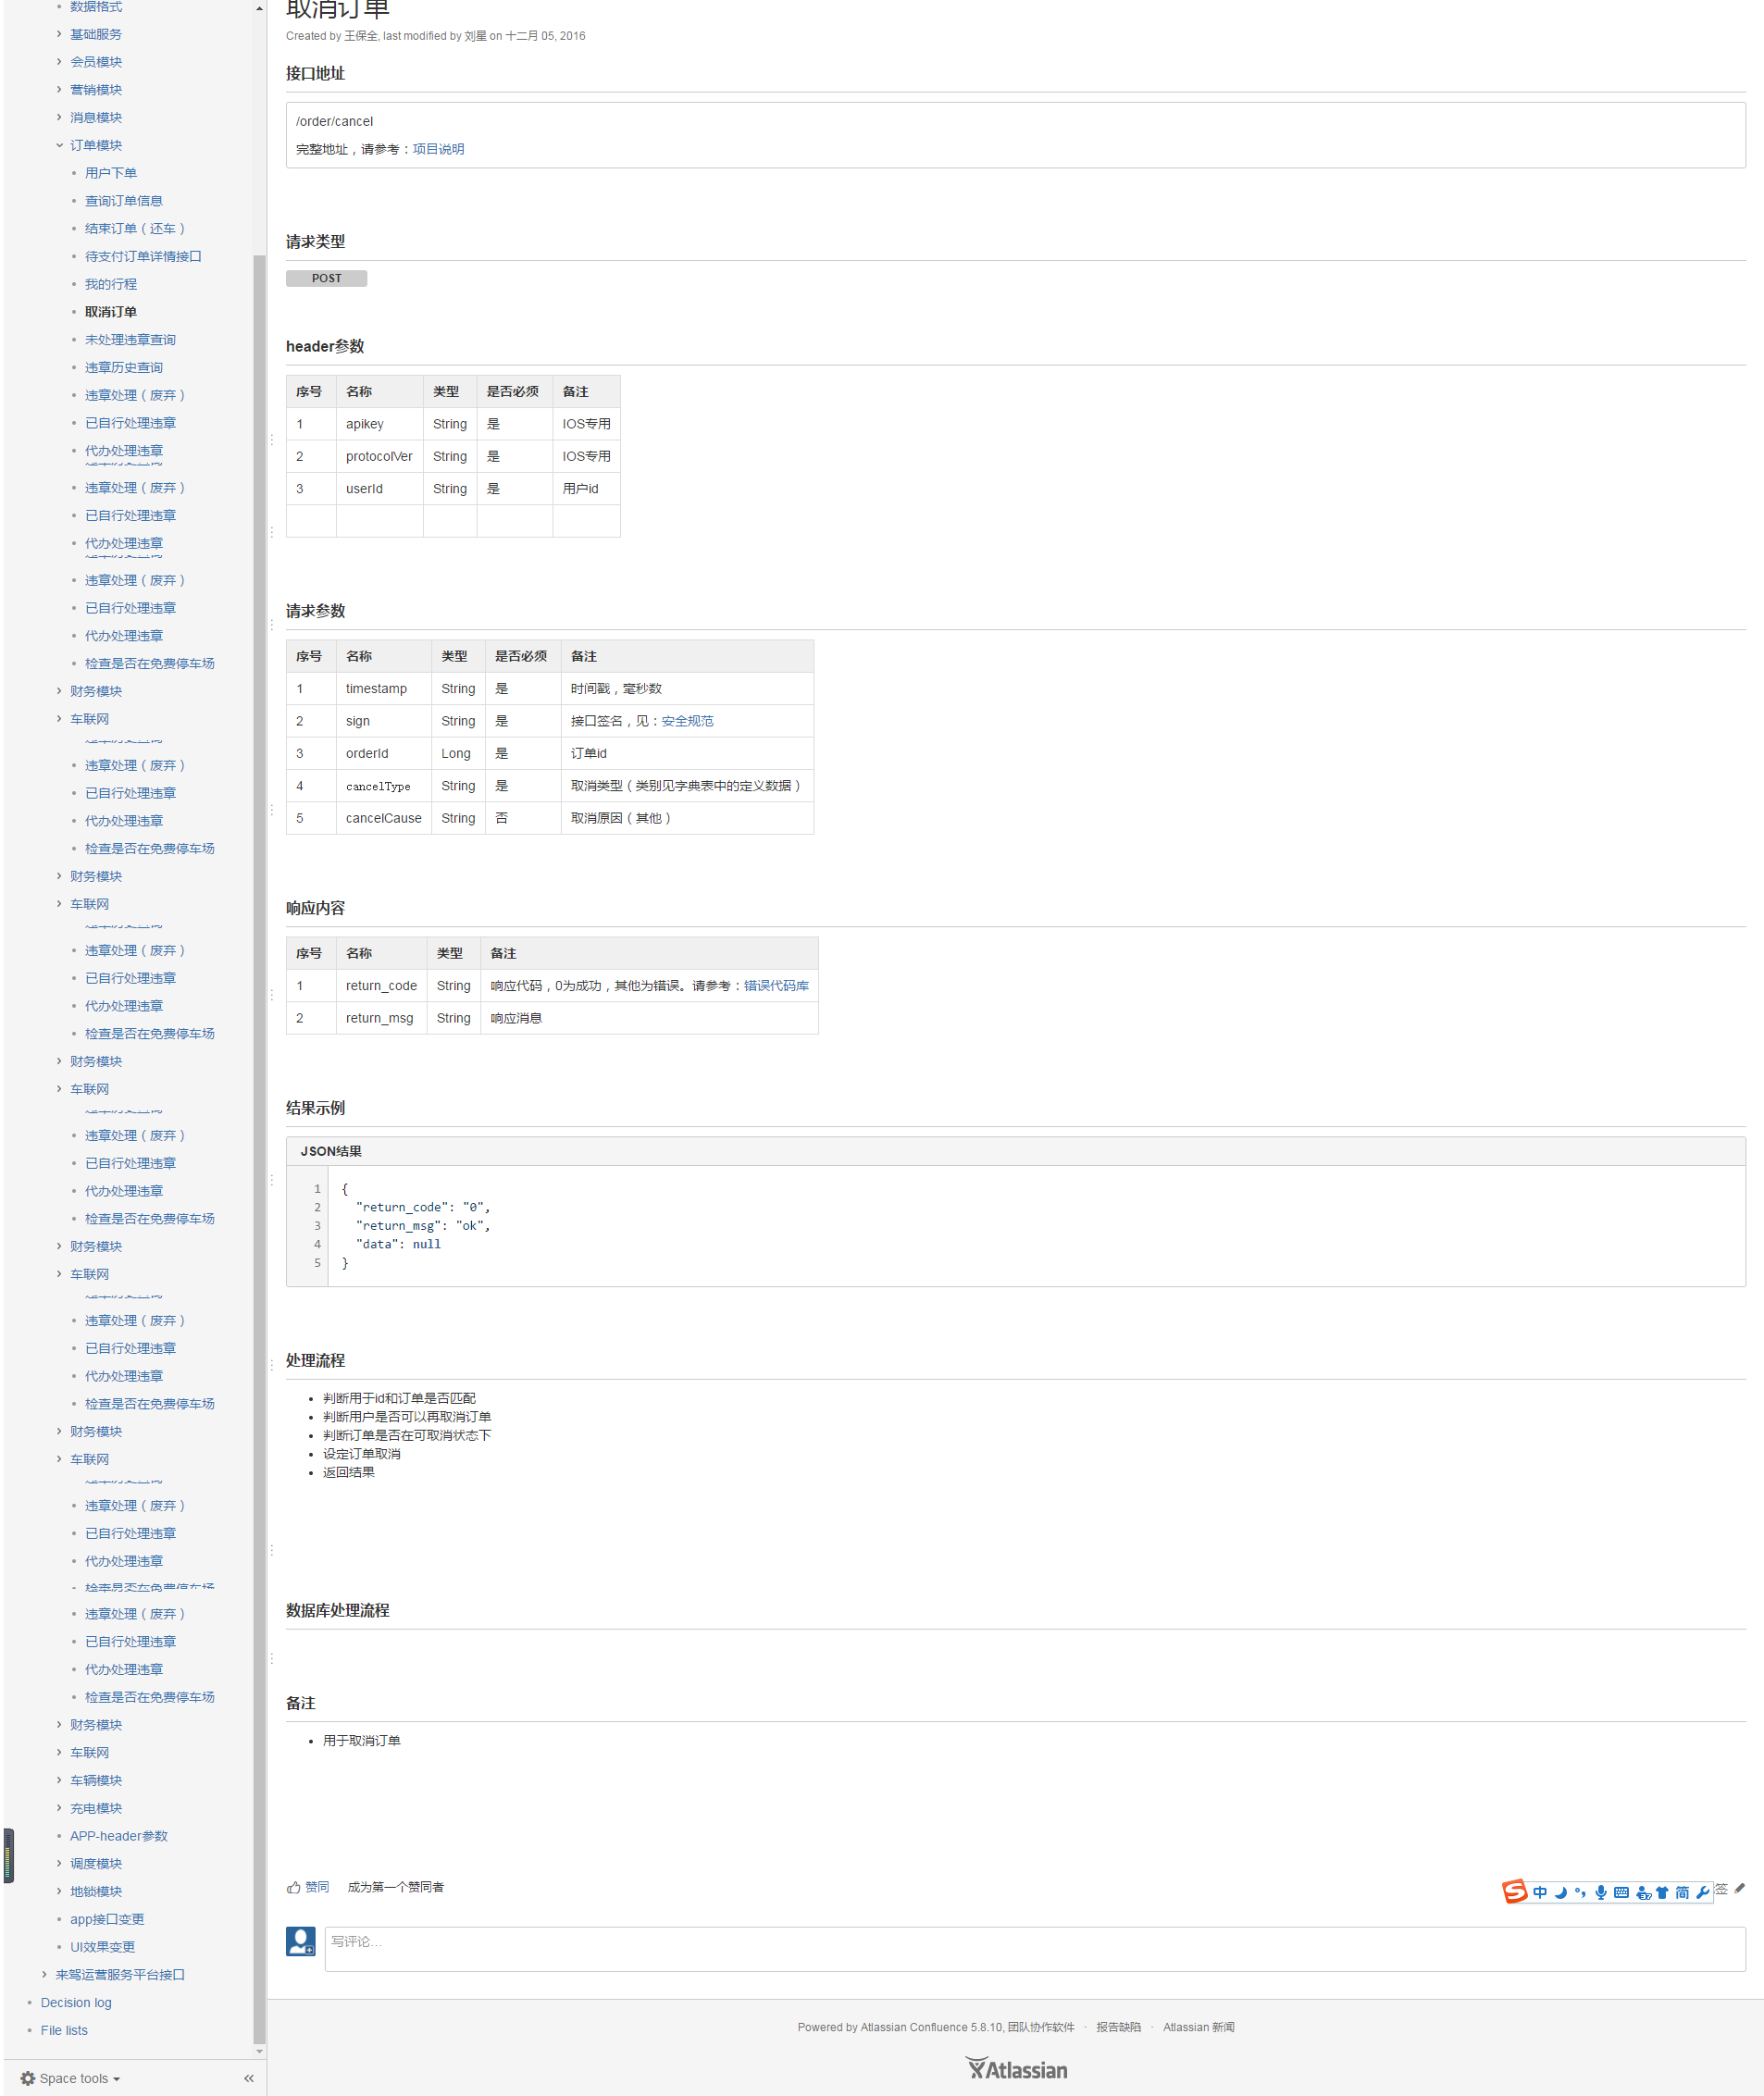 数据格式
基础服务
会员模块
营销模块
消息模块
订单模块
用户下单
查询订单信息
结束订单（还车）
待支付订单详情接口
我的行程
取消订单
未处理违章查询
违章历史查询
违章处理（废弃）
已自行处理违章
代办处理违章
违章处理（废弃）
已自行处理违章
代办处理违章
违章处理（废弃）
已自行处理违章
代办处理违章
检查是否在免费停车场
财务模块
车联网
违章处理（废弃）
已自行处理违章
代办处理违章
检查是否在免费停车场
财务模块
车联网
违章处理（废弃）
已自行处理违章
代办处理违章
检查是否在免费停车场
财务模块
车联网
违章处理（废弃）
已自行处理违章
代办处理违章
检查是否在免费停车场
财务模块
车联网
违章处理（废弃）
已自行处理违章
代办处理违章
检查是否在免费停车场
财务模块
车联网
违章处理（废弃）
已自行处理违章
代办处理违章
检查是否在免费停车场
违章处理（废弃）
已自行处理违章
代办处理违章
检查是否在免费停车场
财务模块
车联网
车辆模块
充电模块
APP-header参数
调度模块
地锁模块
app接口变更
UI效果变更
来驾运营服务平台接口
Decision log
File lists
Space tools
取消订单
Created by 王保全, last modified by 刘星 on 十二月 05, 2016
接口地址
/order/cancel
完整地址，请参考：项目说明
请求类型
POST
header参数
序号 名称 类型 是否必须 备注
1 apikey String 是 IOS专用
2 protocolVer String 是 IOS专用
3 userId String 是 用户id
请求参数
序号 名称 类型 是否必须 备注
1 timestamp String 是 时间戳，毫秒数
2 sign String 是 接口签名，见：安全规范
3 orderId Long 是 订单id
4 cancelType String 是 取消类型（类别见字典表中的定义数据）
5 cancelCause String 否 取消原因（其他）
响应内容
序号 名称 类型 备注
1 return_code String 响应代码，0为成功，其他为错误。请参考：错误代码库
2 return_msg String 响应消息
结果示例
JSON结果
1 {
2 "return_code": "0",
3 "return_msg": "ok",
4 "data": null
5 }
处理流程
判断用于id和订单是否匹配
判断用户是否可以再取消订单
判断订单是否在可取消状态下
设定订单取消
返回结果
数据库处理流程
备注
用于取消订单
赞同 成为第一个赞同者
中 简 签
写评论…
Powered by Atlassian Confluence 5.8.10, 团队协作软件 · 报告缺陷 · Atlassian 新闻
Atlassian